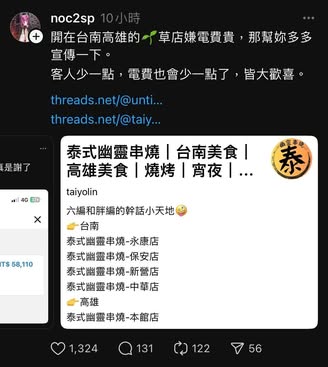 noc2sp 10小時
開在台南高雄的🌱草店嫌電費貴，那幫妳多多
宣傳一下。
客人少一點，電費也會少一點了，皆大歡喜。
threads.net/@unti...
threads.net/@taiy...
真是謝了
4G
NT$ 58,110
泰式幽靈串燒｜台南美食｜
高雄美食｜燒烤｜宵夜｜...
泰
taiyolin
六編和胖編的幹話小天地🤪
👉台南
泰式幽靈串燒-永康店
泰式幽靈串燒-保安店
泰式幽靈串燒-新營店
泰式幽靈串燒-中華店
👉高雄
泰式幽靈串燒-本館店
1,324 131 122 56